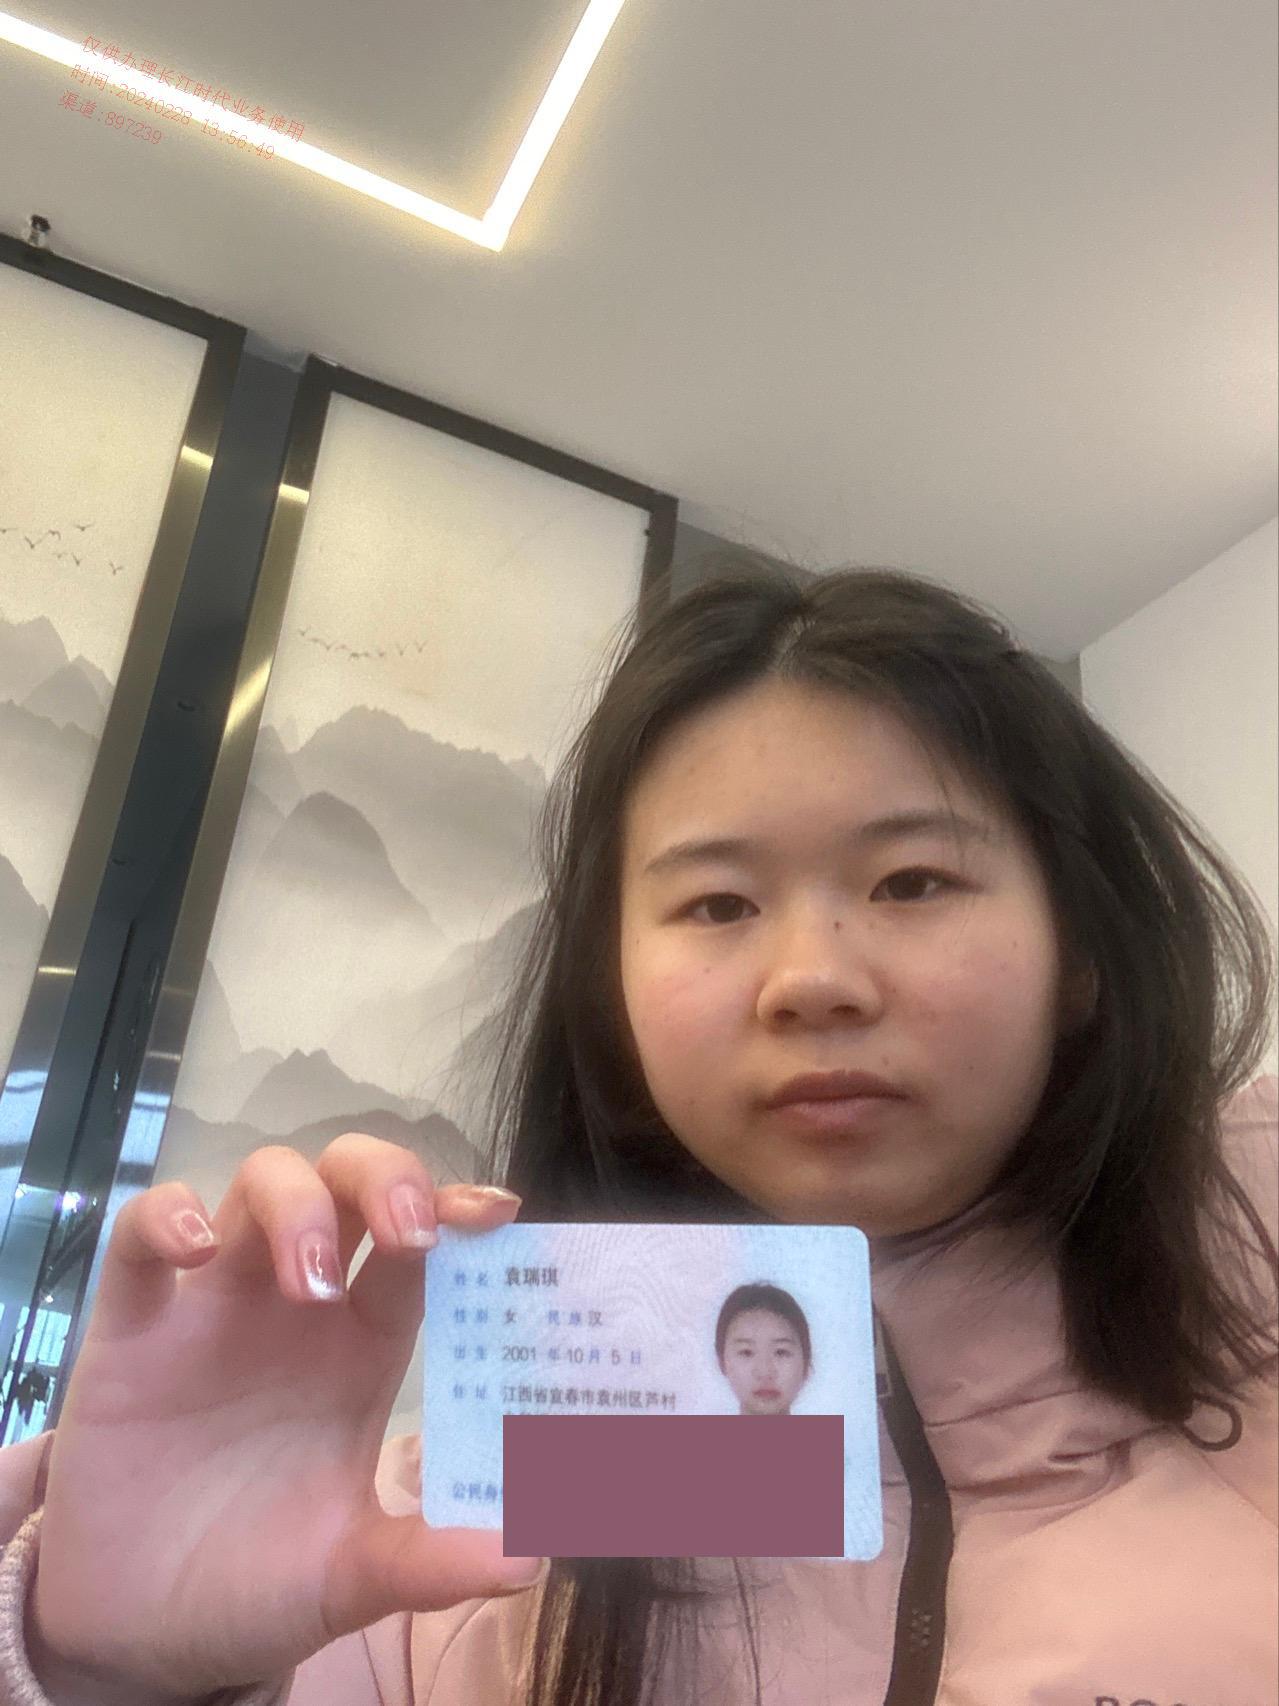 仅供办理长江时代业务使用
时间:20240228 13:56:49
渠道:897239
姓名 袁瑞琪
性别 女 民族 汉
出生 2001 年 10 月 5 日
住址 江西省宜春市袁州区芦村
公民身